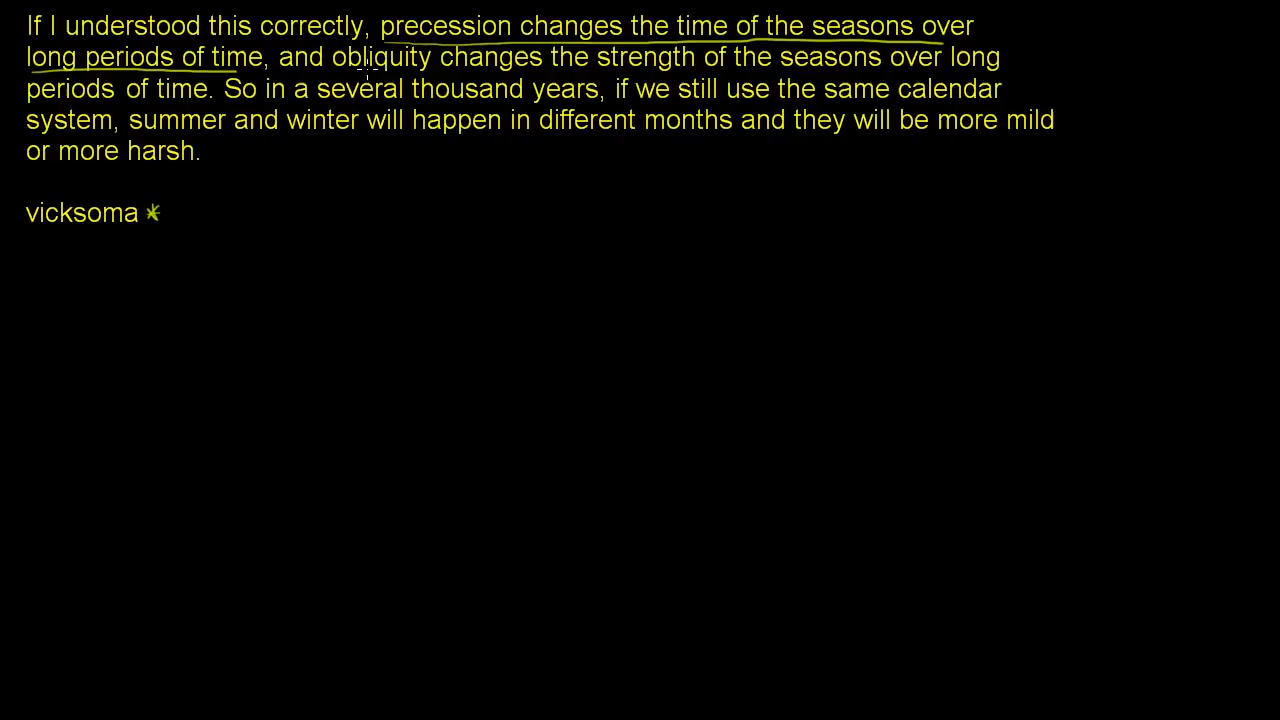 If I understood this correctly, precession changes the time of the seasons over
long periods of time, and obliquity changes the strength of the seasons over long
periods of time. So in a several thousand years, if we still use the same calendar
system, summer and winter will happen in different months and they will be more mild
or more harsh.
vicksoma *